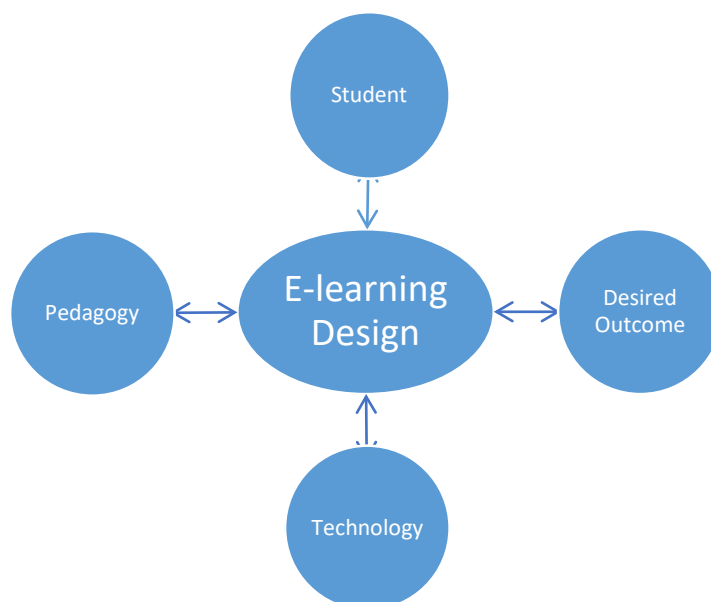 Student
Pedagogy
E-learning
Design
Desired
Outcome
Technology